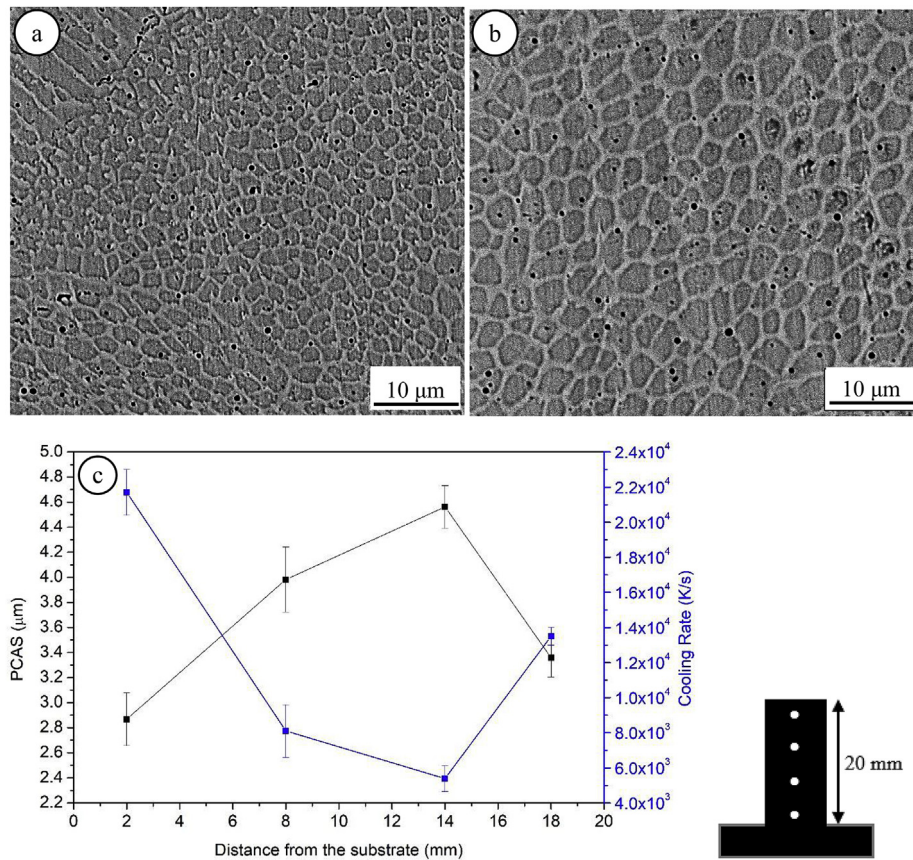 a
b
10 μm
10 μm
c
5.0
4.8
4.6
4.4
4.2
4.0
3.8
3.6
3.4
3.2
3.0
2.8
2.6
2.4
2.2
PCAS (μm)
0 2 4 6 8 10 12 14 16 18 20
Distance from the substrate (mm)
2.4x10⁴
2.2x10⁴
2.0x10⁴
1.8x10⁴
1.6x10⁴
1.4x10⁴
1.2x10⁴
1.0x10⁴
8.0x10³
6.0x10³
4.0x10³
Cooling Rate (K/s)
20 mm